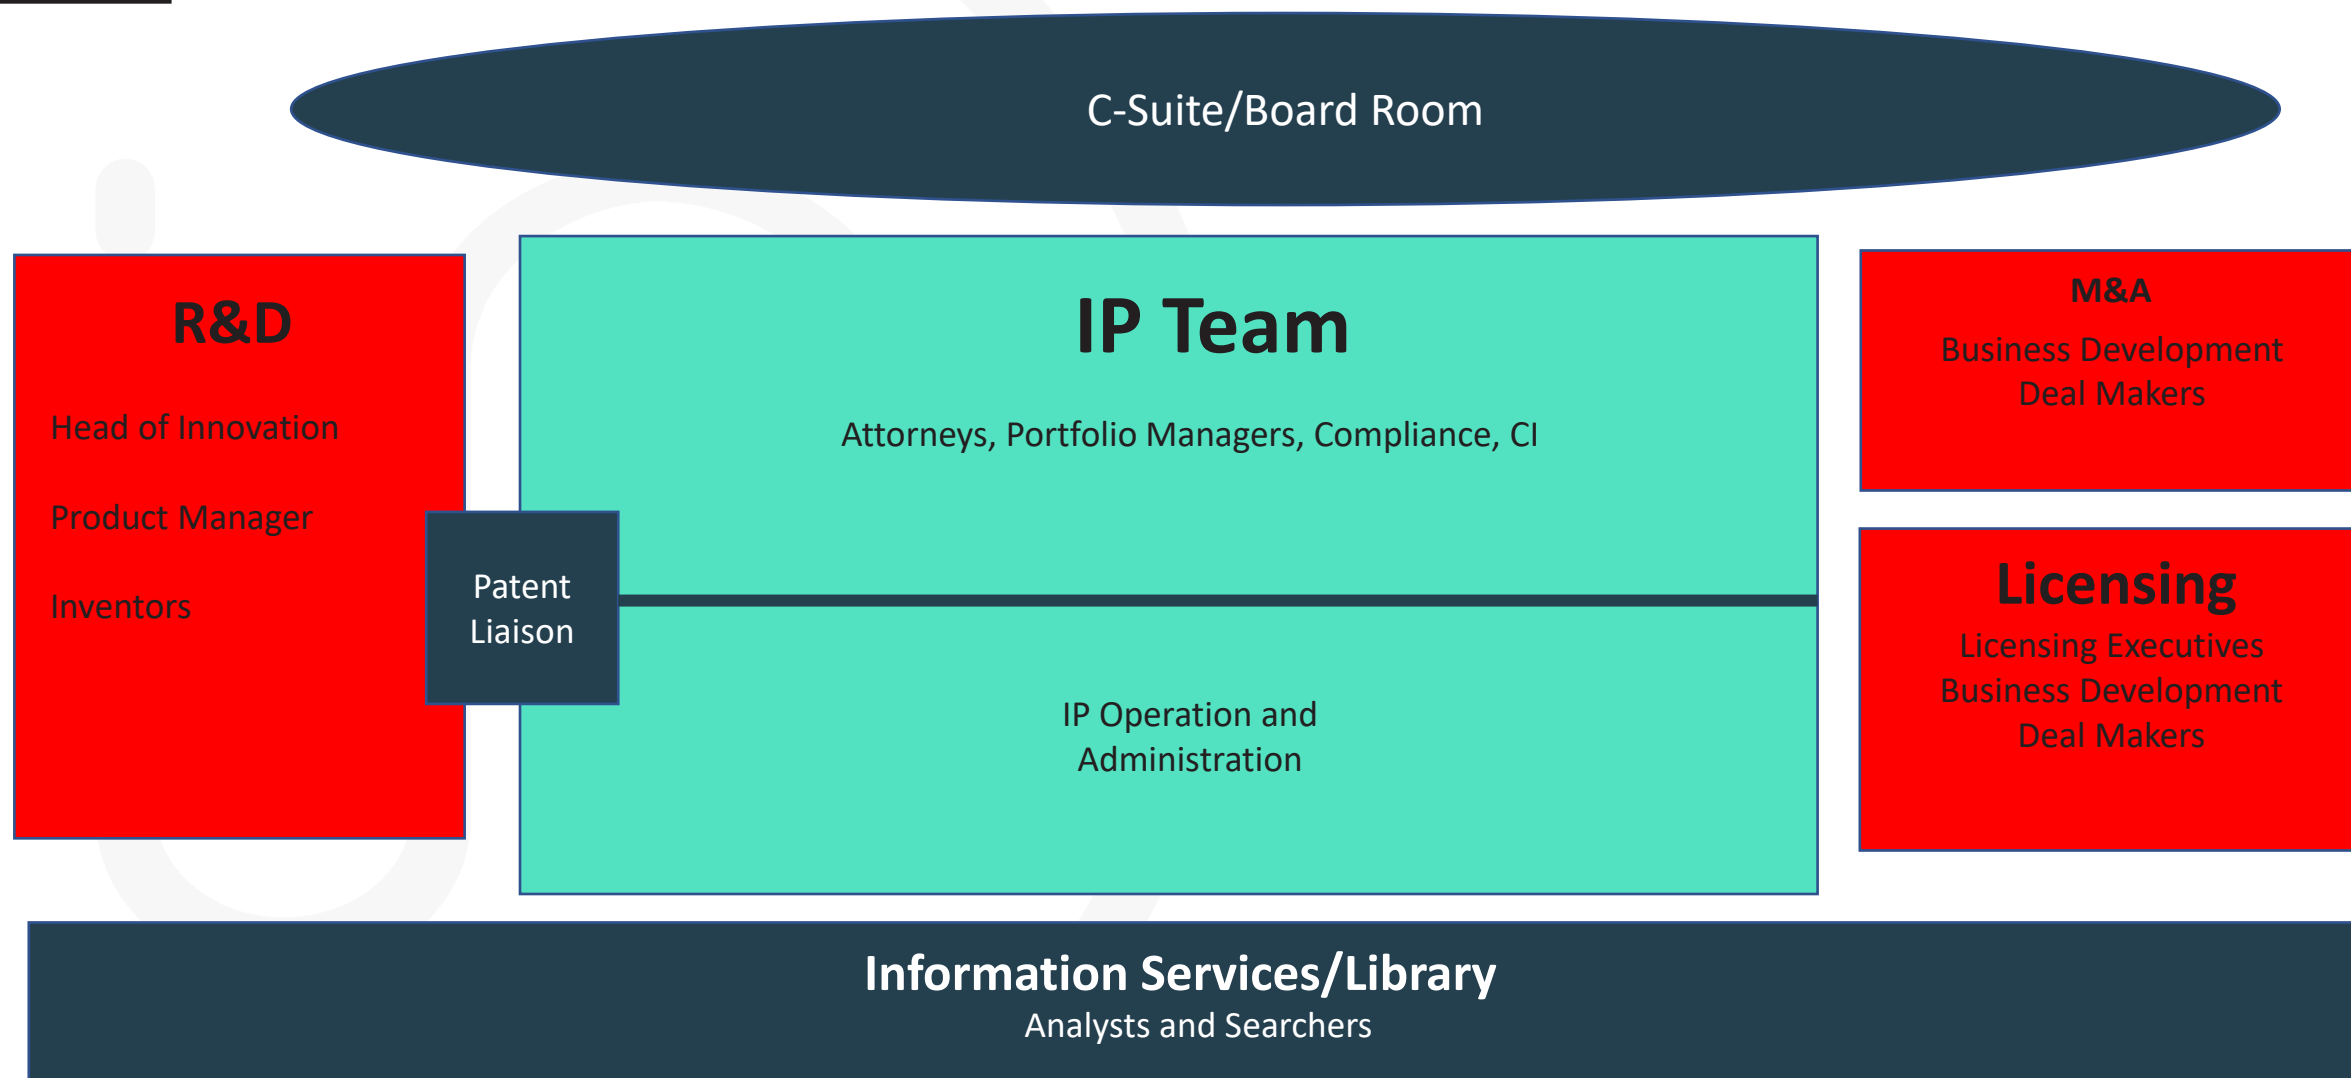 C-Suite/Board Room
R&D
Head of Innovation
Product Manager
Inventors
Patent
Liaison
IP Team
Attorneys, Portfolio Managers, Compliance, CI
IP Operation and
Administration
M&A
Business Development
Deal Makers
Licensing
Licensing Executives
Business Development
Deal Makers
Information Services/Library
Analysts and Searchers